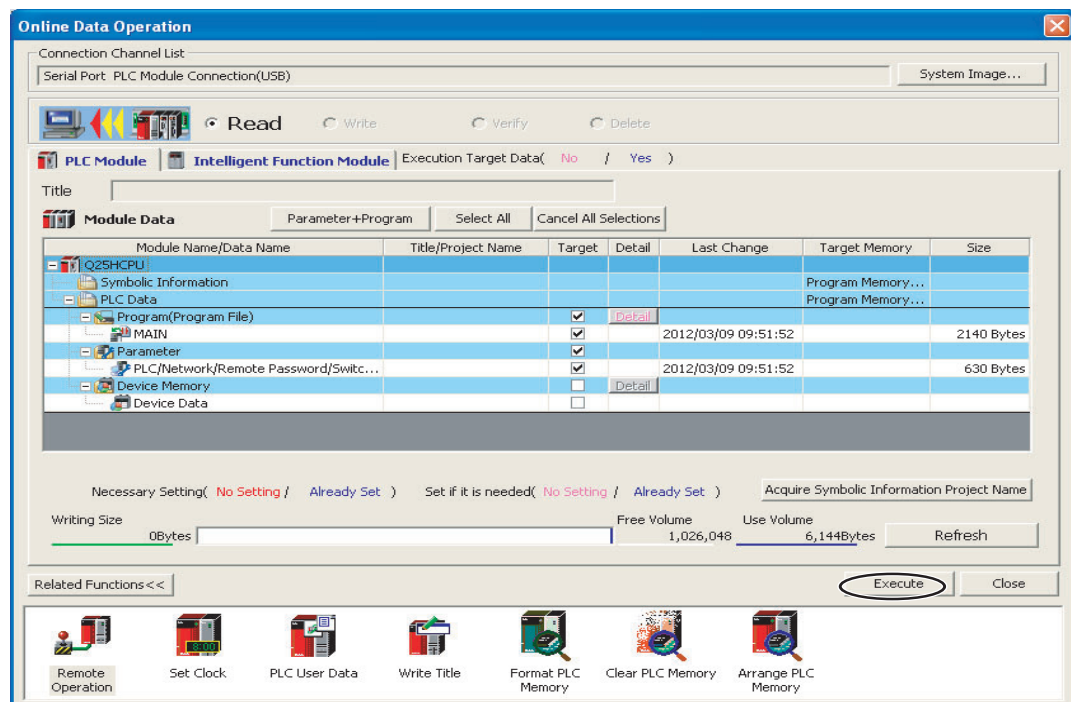 Online Data Operation
Connection Channel List
Serial Port PLC Module Connection(USB)
System Image...
Read Write Verify Delete
PLC Module Intelligent Function Module Execution Target Data( No / Yes )
Title
Module Data Parameter+Program Select All Cancel All Selections
Module Name/Data Name Title/Project Name Target Detail Last Change Target Memory Size
Q25HCPU
Symbolic Information Program Memory...
PLC Data Program Memory...
Program(Program File) Detail
MAIN 2012/03/09 09:51:52 2140 Bytes
Parameter
PLC/Network/Remote Password/Switc... 2012/03/09 09:51:52 630 Bytes
Device Memory Detail
Device Data
Necessary Setting( No Setting / Already Set ) Set if it is needed( No Setting / Already Set ) Acquire Symbolic Information Project Name
Writing Size Free Volume Use Volume
0Bytes 1,026,048 6,144Bytes Refresh
Related Functions<< Execute Close
8:00
Remote Operation
Set Clock
PLC User Data
Write Title
Format PLC Memory
Clear PLC Memory
Arrange PLC Memory